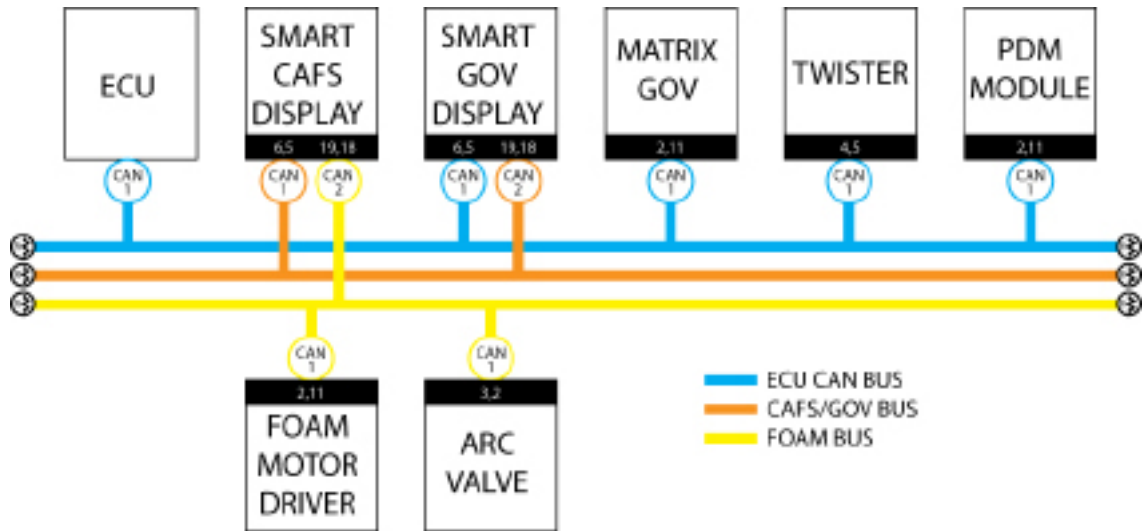 ECU
SMART
CAFS
DISPLAY
6,5 19,18
SMART
GOV
DISPLAY
6,5 19,18
MATRIX
GOV
2,11
TWISTER
4,5
PDM
MODULE
2,11
CAN
1
CAN
1
CAN
2
CAN
1
CAN
2
CAN
1
CAN
1
CAN
1
CAN
1
CAN
1
2,11
FOAM
MOTOR
DRIVER
3,2
ARC
VALVE
ECU CAN BUS
CAFS/GOV BUS
FOAM BUS